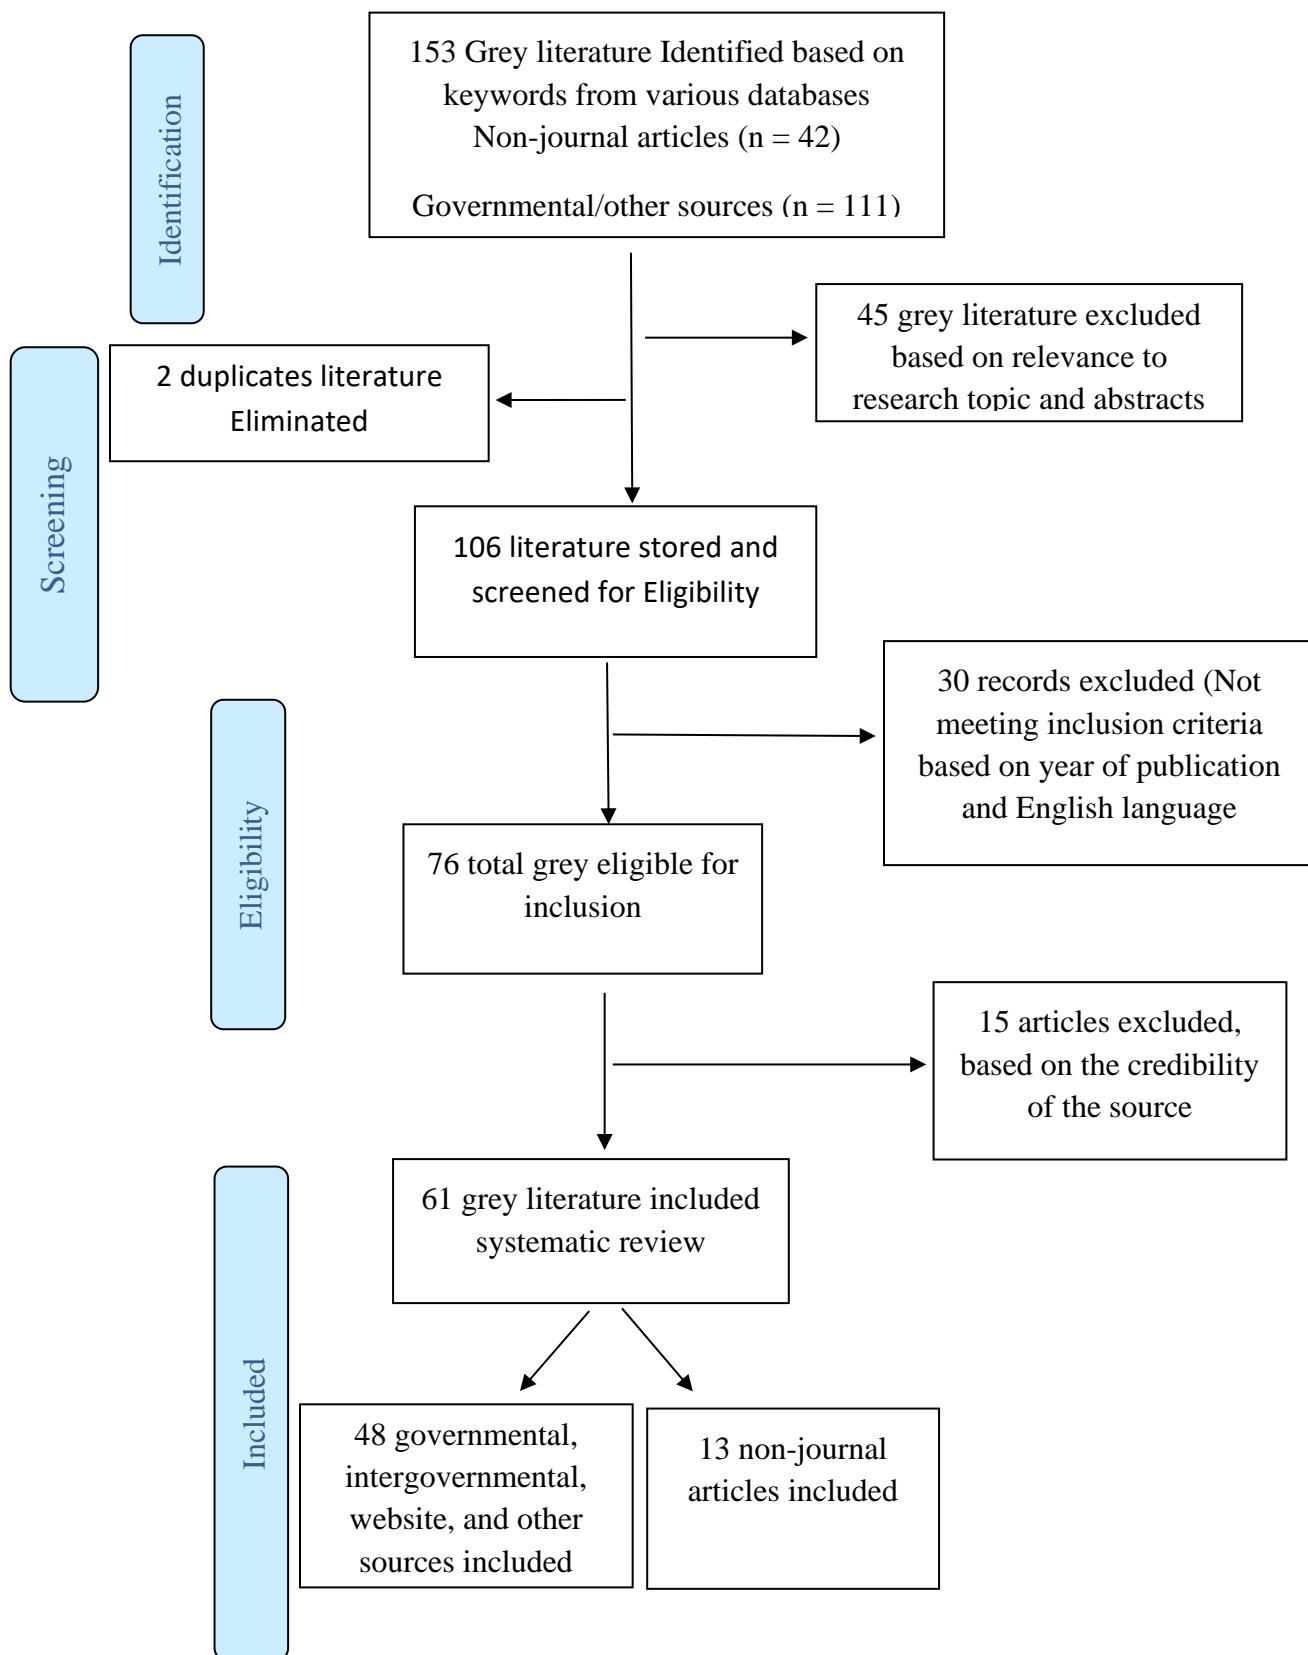 Identification
153 Grey literature Identified based on
keywords from various databases
Non-journal articles (n = 42)
Governmental/other sources (n = 111)
45 grey literature excluded
based on relevance to
research topic and abstracts
Screening
2 duplicates literature
Eliminated
106 literature stored and
screened for Eligibility
30 records excluded (Not
meeting inclusion criteria
based on year of publication
and English language
Eligibility
76 total grey eligible for
inclusion
15 articles excluded,
based on the credibility
of the source
Included
61 grey literature included
systematic review
48 governmental,
intergovernmental,
website, and other
sources included
13 non-journal
articles included